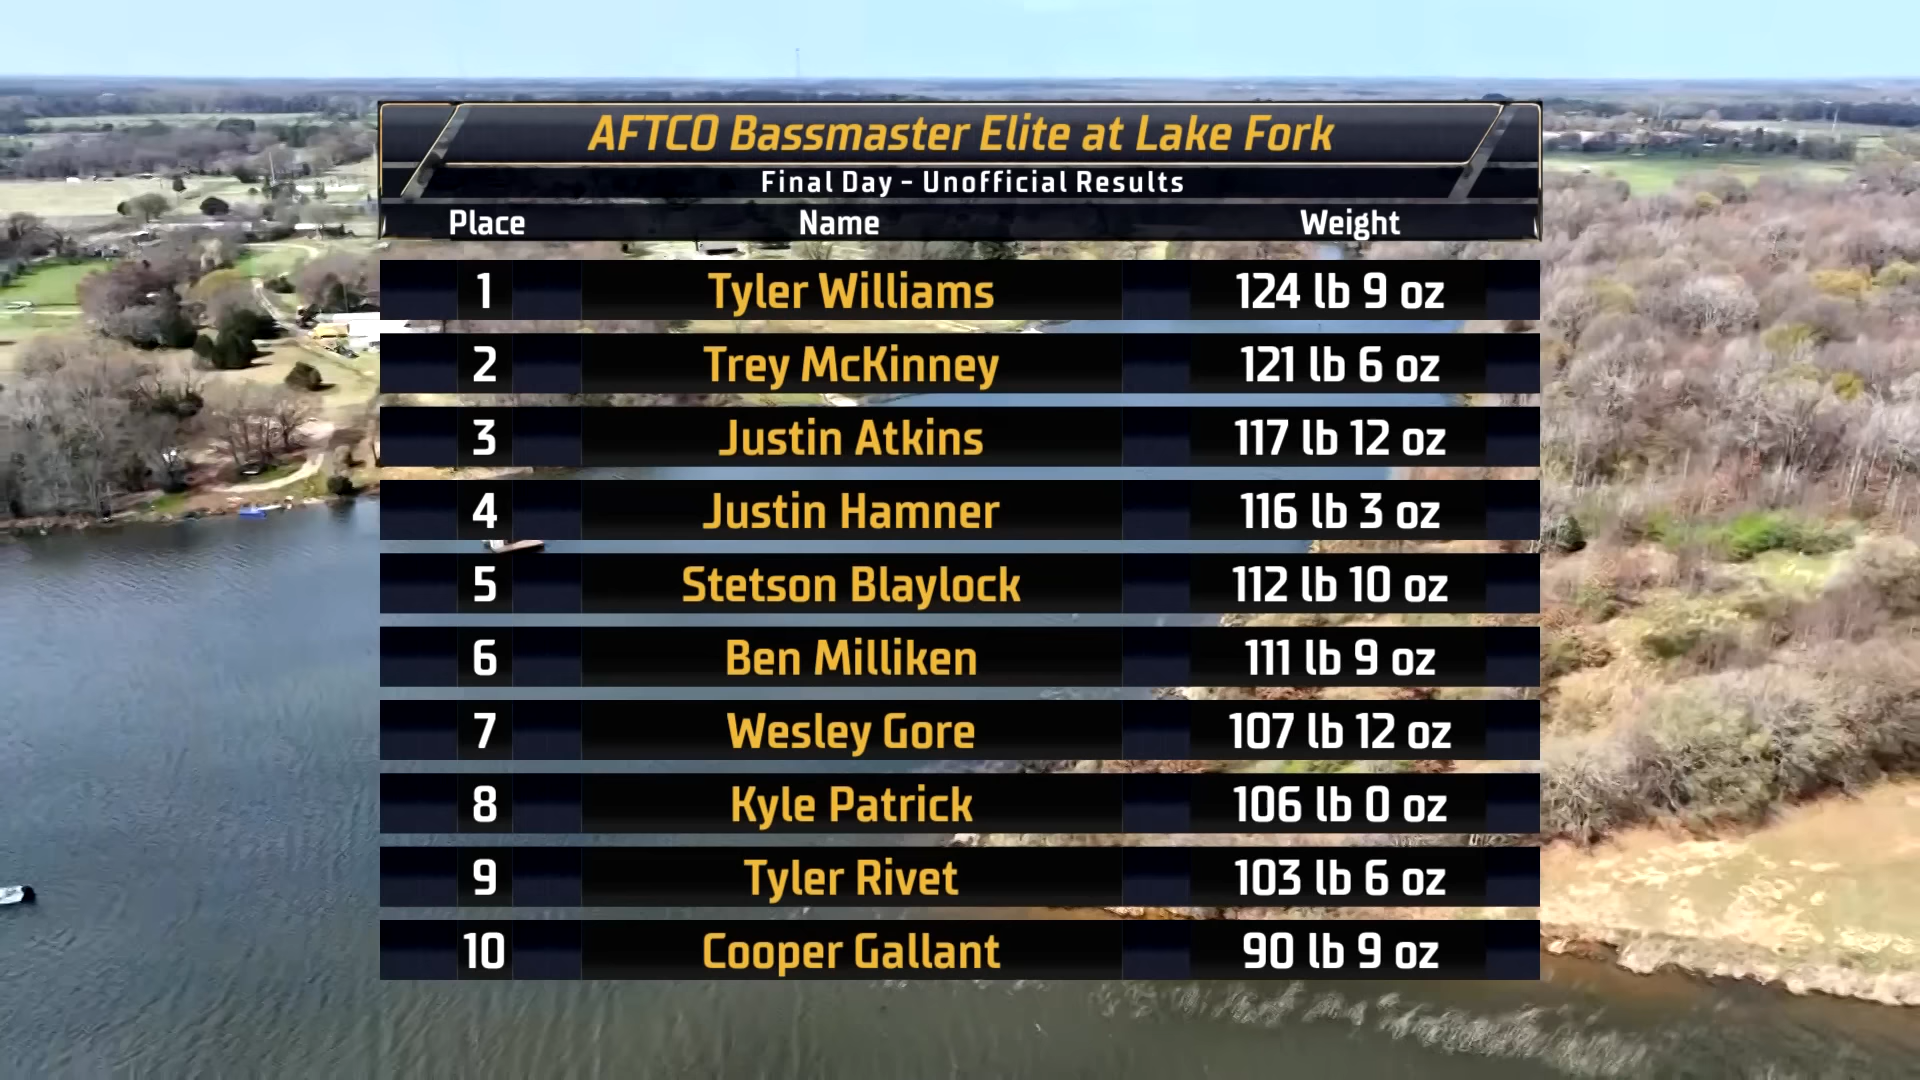 AFTCO Bassmaster Elite at Lake Fork
Final Day - Unofficial Results
Place Name Weight
1 Tyler Williams 124 lb 9 oz
2 Trey McKinney 121 lb 6 oz
3 Justin Atkins 117 lb 12 oz
4 Justin Hamner 116 lb 3 oz
5 Stetson Blaylock 112 lb 10 oz
6 Ben Milliken 111 lb 9 oz
7 Wesley Gore 107 lb 12 oz
8 Kyle Patrick 106 lb 0 oz
9 Tyler Rivet 103 lb 6 oz
10 Cooper Gallant 90 lb 9 oz